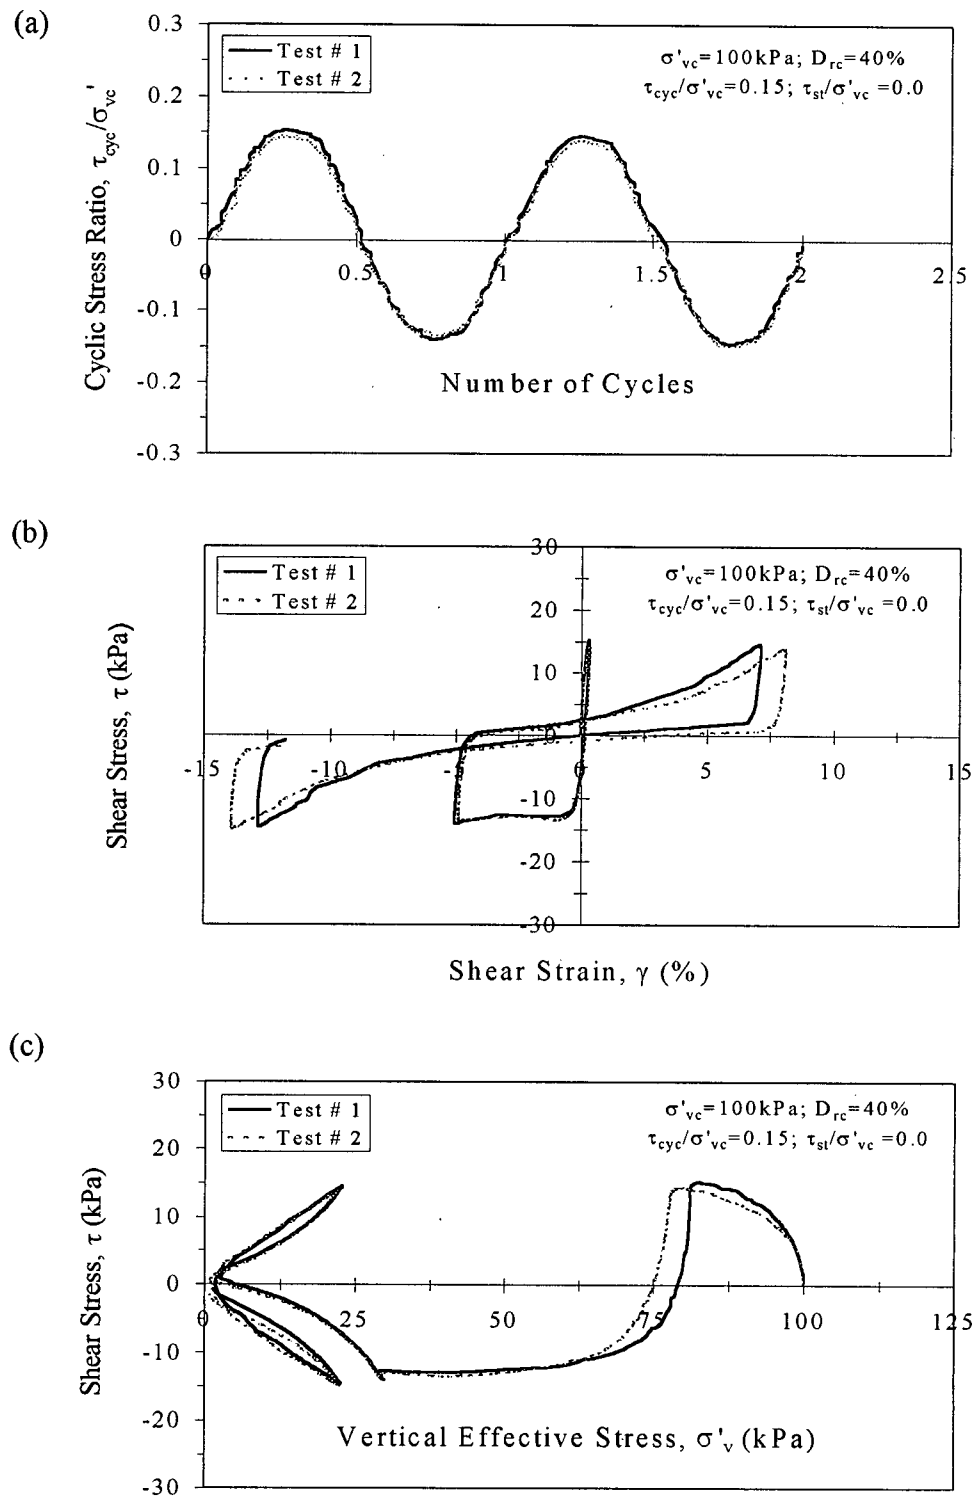 (a)
0.3
0.2
0.1
0
-0.1
-0.2
-0.3
Cyclic Stress Ratio, τcyc/σvc'
Test # 1
Test # 2
σ'vc=100kPa; Drc=40%
τcyc/σ'vc=0.15; τst/σ'vc =0.0
0 0.5 1 1.5 2 2.5
Number of Cycles
(b)
30
20
10
0
-10
-20
-30
Shear Stress, τ (kPa)
Test # 1
Test # 2
σ'vc=100kPa; Drc=40%
τcyc/σ'vc=0.15; τst/σ'vc =0.0
-15 -10 -5 0 5 10 15
Shear Strain, γ (%)
(c)
30
20
10
0
-10
-20
-30
Shear Stress, τ (kPa)
Test # 1
Test # 2
σ'vc=100kPa; Drc=40%
τcyc/σ'vc=0.15; τst/σ'vc =0.0
0 25 50 75 100 125
Vertical Effective Stress, σ'v (kPa)